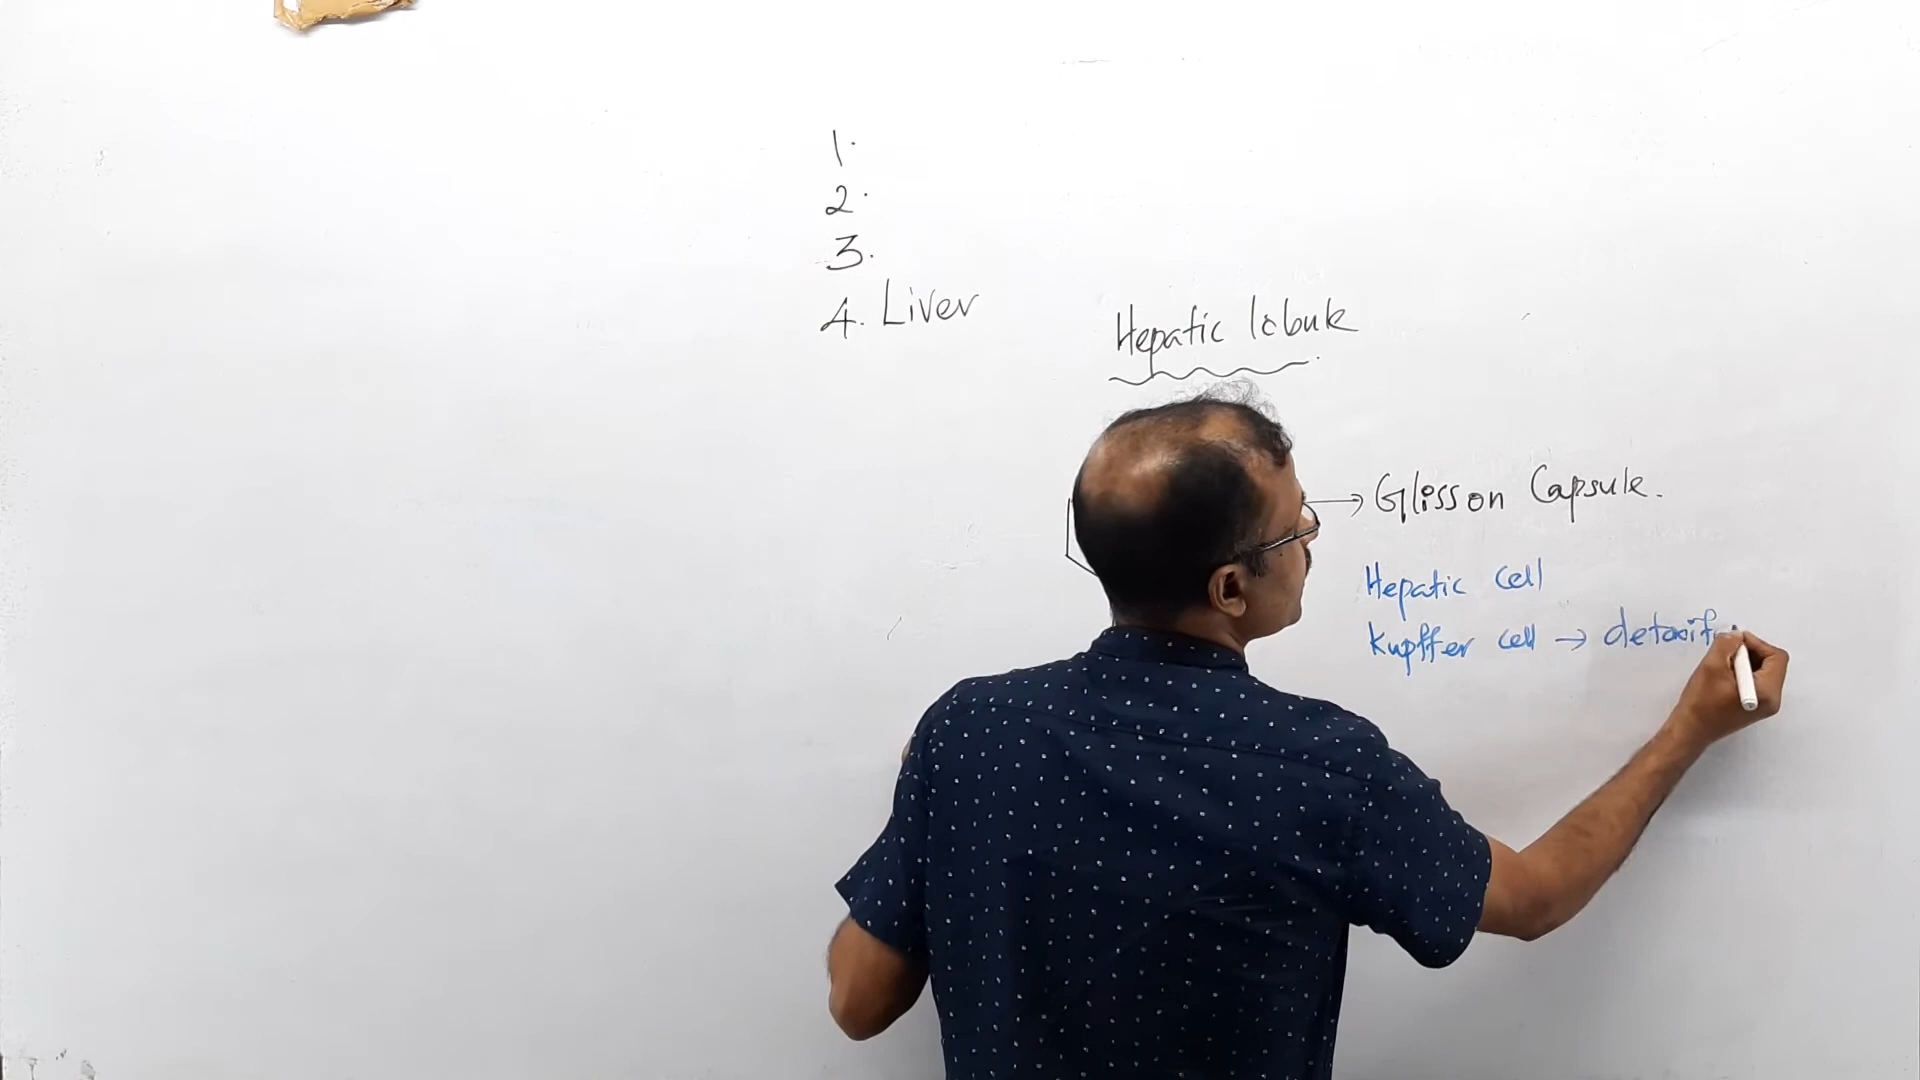 1.
2.
3.
4. Liver
Hepatic lobule
→ Glisson Capsule.
Hepatic cell
Kupffer cell → detoxif